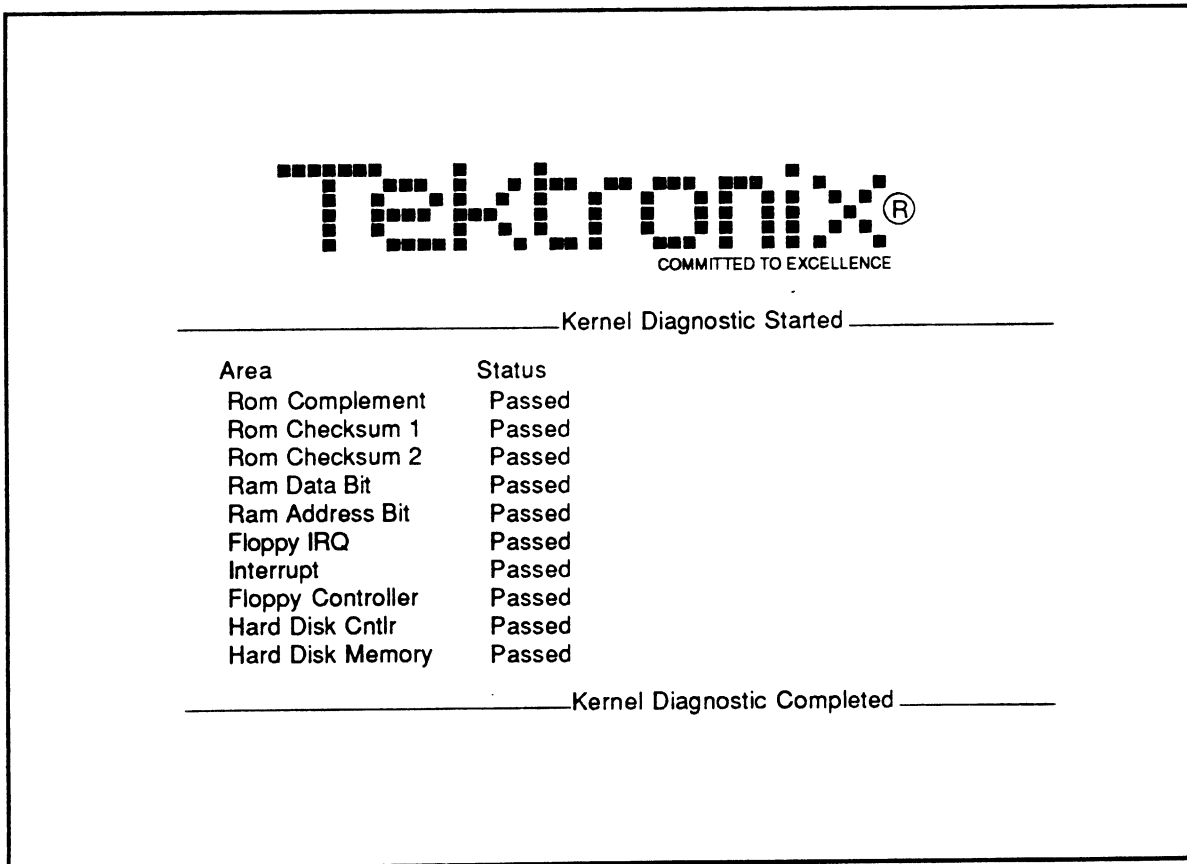 Tektronix®
COMMITTED TO EXCELLENCE
Kernel Diagnostic Started
Area Status
Rom Complement Passed
Rom Checksum 1 Passed
Rom Checksum 2 Passed
Ram Data Bit Passed
Ram Address Bit Passed
Floppy IRQ Passed
Interrupt Passed
Floppy Controller Passed
Hard Disk Cntlr Passed
Hard Disk Memory Passed
Kernel Diagnostic Completed